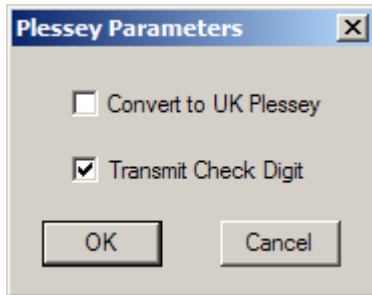 Plessey Parameters
Convert to UK Plessey
Transmit Check Digit
OK Cancel